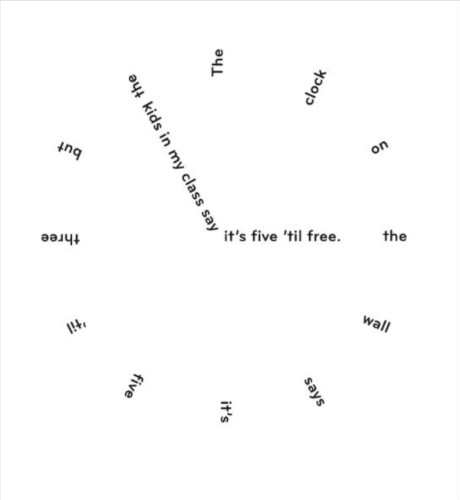 The
clock
on
the
wall
says
it's
five
'til
three
but
the kids in my class say
it's five 'til free.